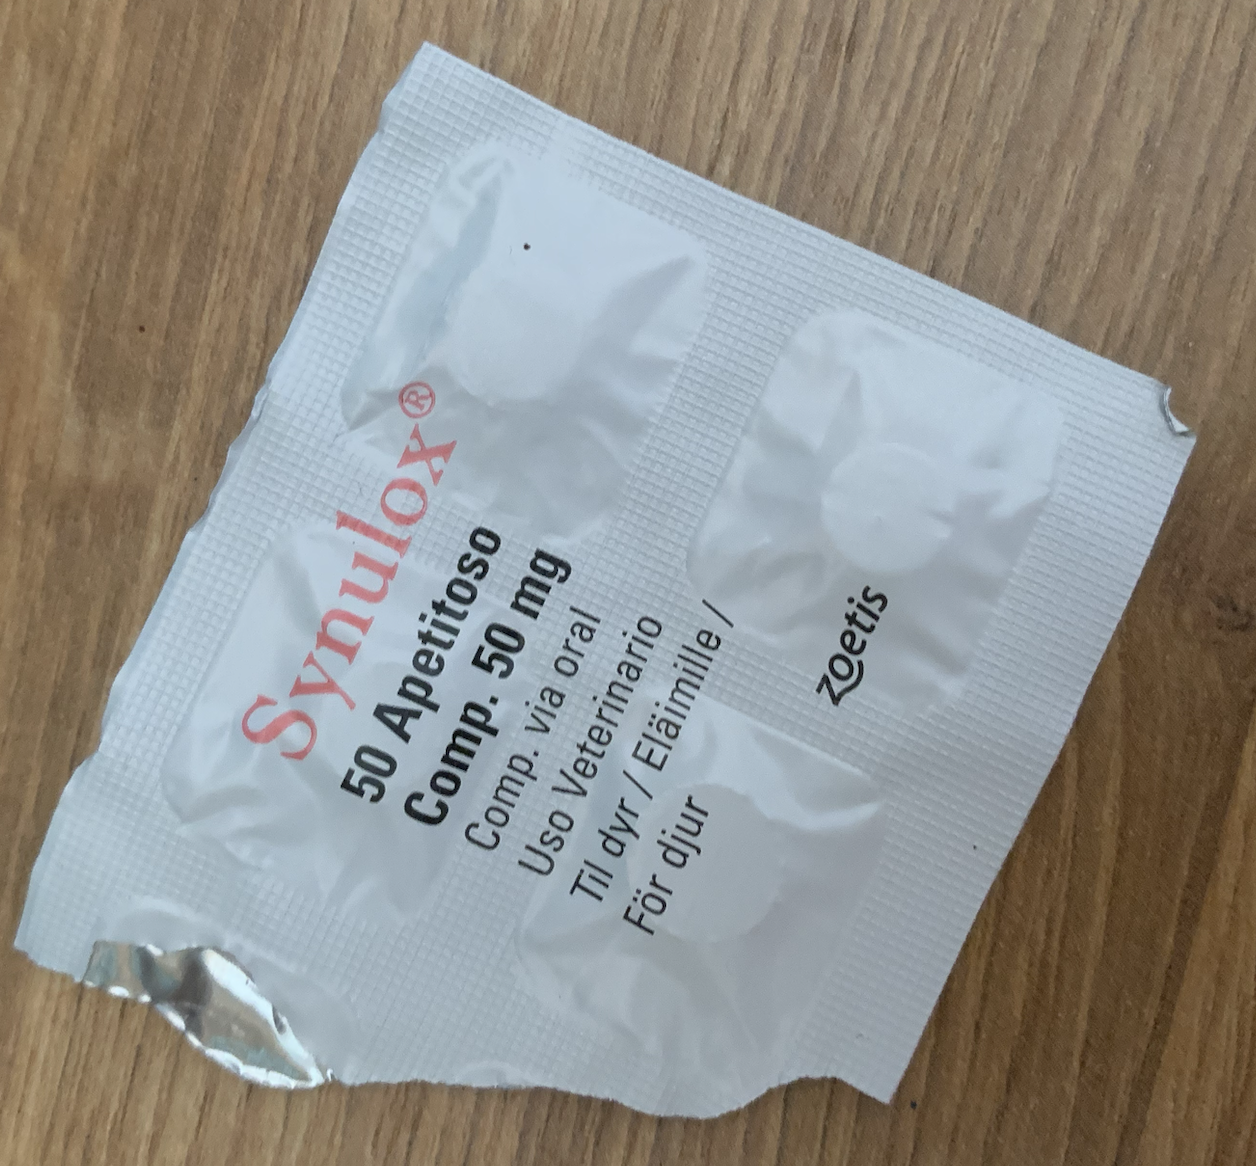 Synulox®
50 Apetitoso
Comp. 50 mg
Comp. via oral
Uso Veterinario
Til dyr / Eläimille /
För djur
zoetis